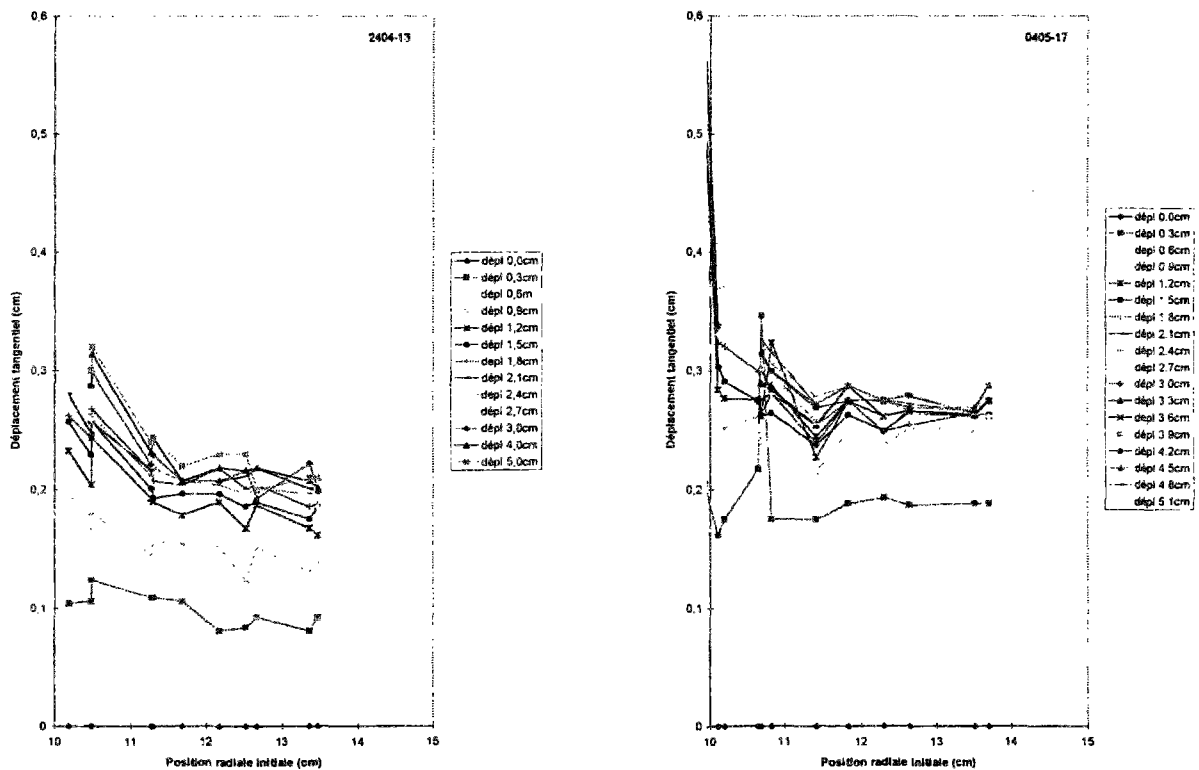 2404-13
Déplacement tangentiel (cm)
0,6
0,5
0,4
0,3
0,2
0,1
0
10
11
12
13
14
15
Position radiale initiale (cm)
dépl 0,0cm
dépl 0,3cm
dépl 0,6m
dépl 0,9cm
dépl 1,2cm
dépl 1,5cm
dépl 1,8cm
dépl 2,1cm
dépl 2,4cm
dépl 2,7cm
dépl 3,0cm
dépl 4,0cm
dépl 5,0cm
0405-17
Déplacement tangentiel (cm)
0,6
0,5
0,4
0,3
0,2
0,1
0
10
11
12
13
14
15
Position radiale initiale (cm)
dépl 0.0cm
dépl 0.3cm
dépl 0.6cm
dépl 0.9cm
dépl 1.2cm
dépl 1.5cm
dépl 1.8cm
dépl 2.1cm
dépl 2.4cm
dépl 2.7cm
dépl 3.0cm
dépl 3.3cm
dépl 3.6cm
dépl 3.9cm
dépl 4.2cm
dépl 4.5cm
dépl 4.8cm
dépl 5.1cm